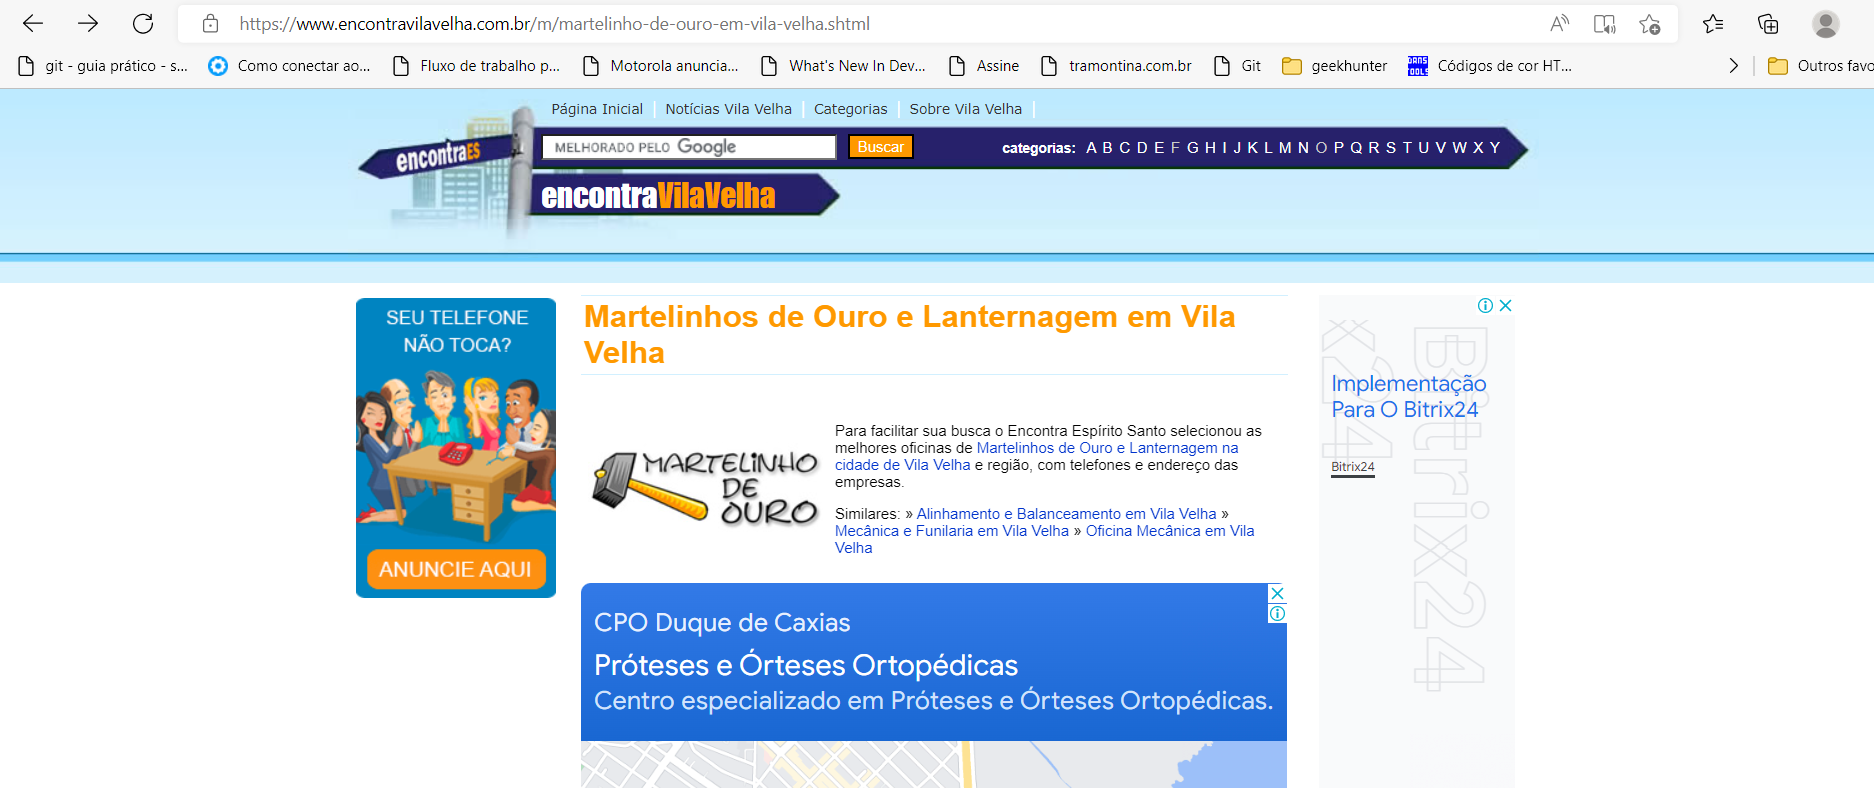 https://www.encontravilavelha.com.br/m/martelinho-de-ouro-em-vila-velha.shtml
git - guia prático - s...
Como conectar ao...
Fluxo de trabalho p...
Motorola anuncia...
What's New In Dev...
Assine
tramontina.com.br
Git
geekhunter
DANS TOOLS
Códigos de cor HT...
Outros favo
Página Inicial
Notícias Vila Velha
Categorias
Sobre Vila Velha
encontraES
MELHORADO PELO Google
Buscar
categorias: A B C D E F G H I J K L M N O P Q R S T U V W X Y
encontraVilaVelha
SEU TELEFONE
NÃO TOCA?
ANUNCIE AQUI
Martelinhos de Ouro e Lanternagem em Vila
Velha
MARTELINHO
DE
OURO
Para facilitar sua busca o Encontra Espírito Santo selecionou as
melhores oficinas de Martelinhos de Ouro e Lanternagem na
cidade de Vila Velha e região, com telefones e endereço das
empresas.
Similares: » Alinhamento e Balanceamento em Vila Velha »
Mecânica e Funilaria em Vila Velha » Oficina Mecânica em Vila
Velha
CPO Duque de Caxias
Próteses e Órteses Ortopédicas
Centro especializado em Próteses e Órteses Ortopédicas.
Implementação
Para O Bitrix24
Bitrix24
Bitrix24
x24